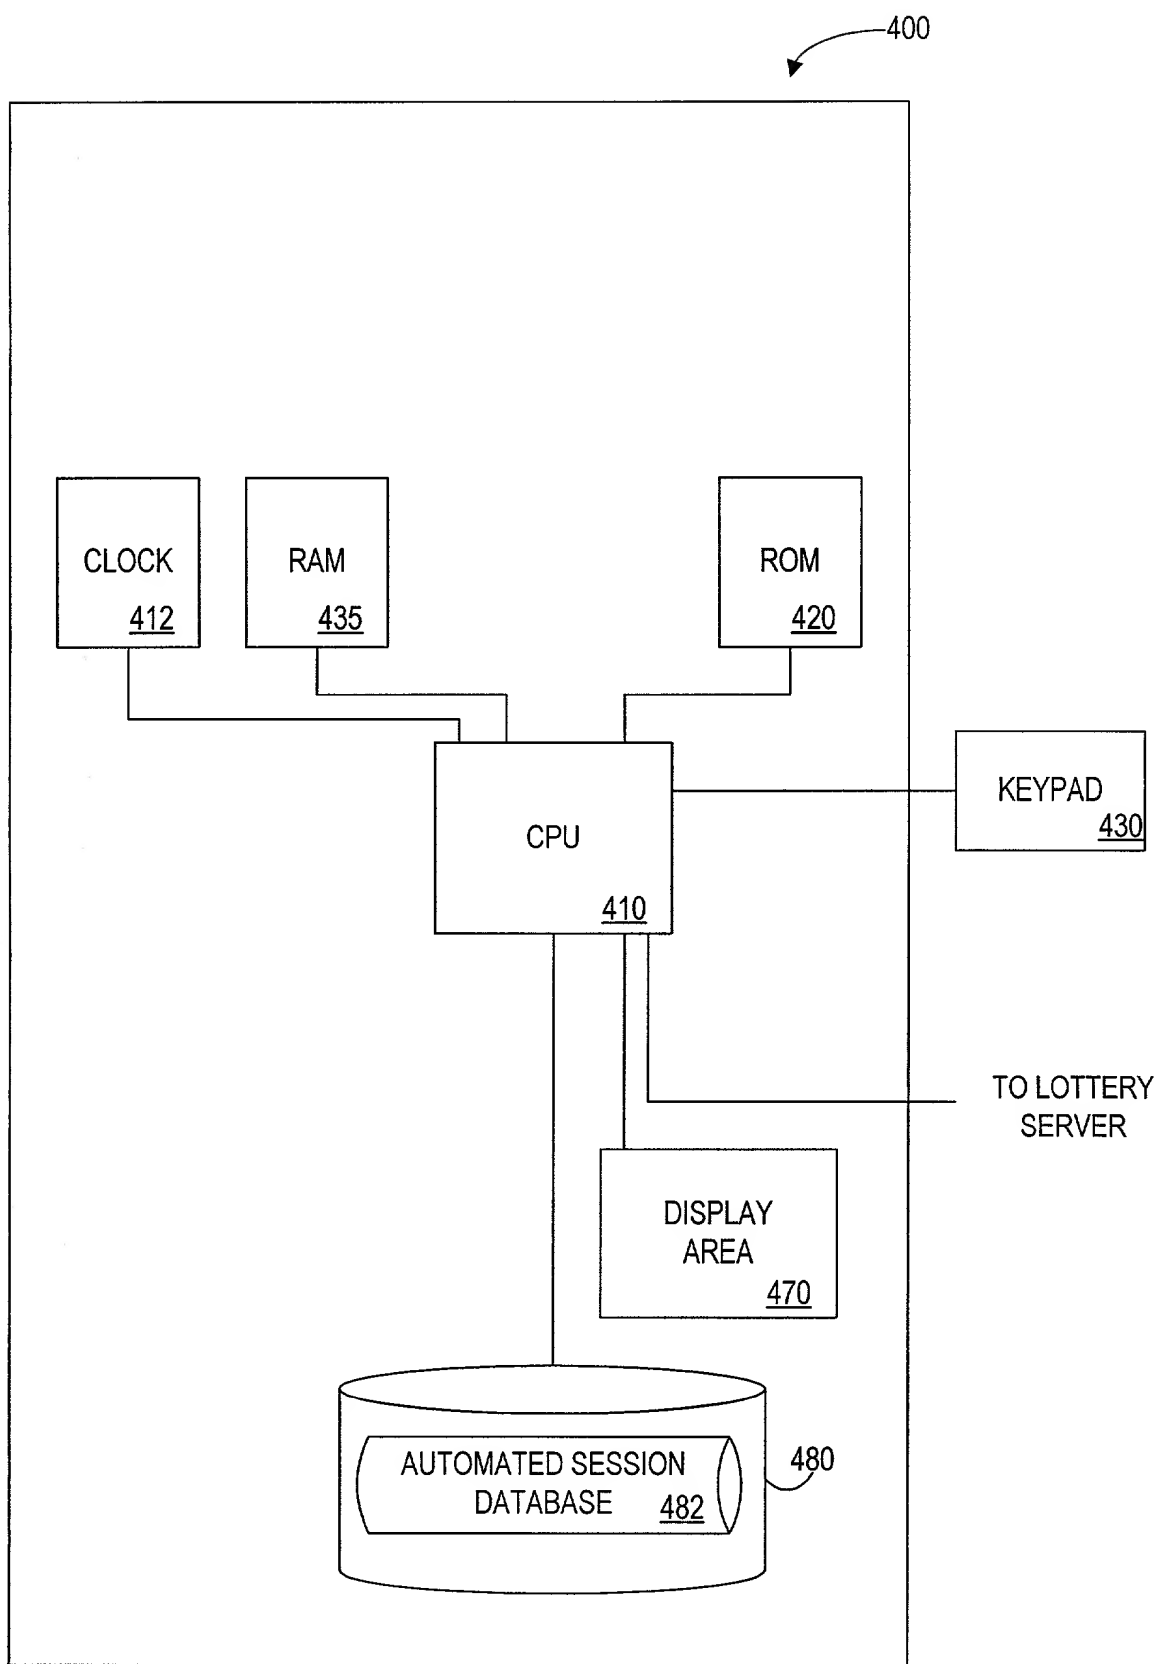 400
CLOCK
412
RAM
435
ROM
420
KEYPAD
430
CPU
410
TO LOTTERY
SERVER
DISPLAY
AREA
470
AUTOMATED SESSION
DATABASE
482
480